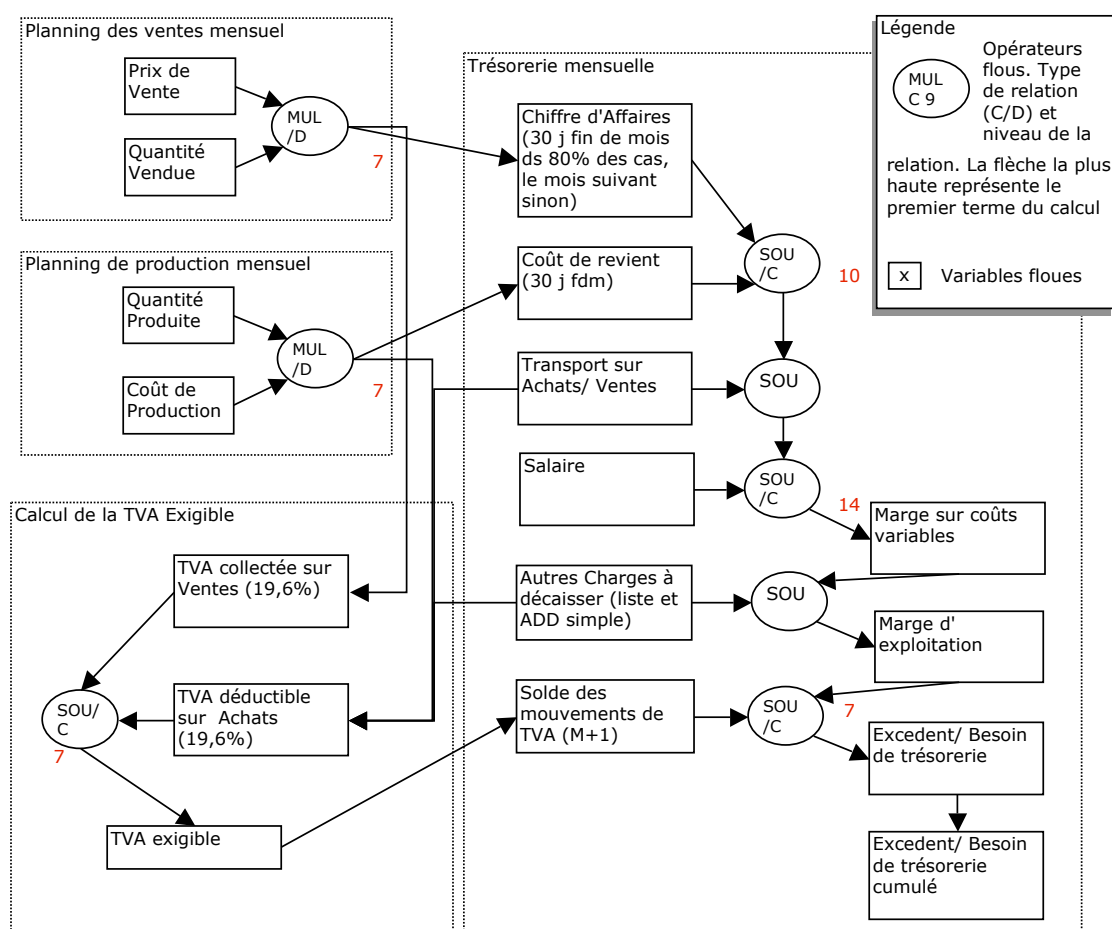 Planning des ventes mensuel
Prix de
Vente
Quantité
Vendue
MUL
/D
7
Planning de production mensuel
Quantité
Produite
Coût de
Production
MUL
/D
7
Calcul de la TVA Exigible
TVA collectée sur
Ventes (19,6%)
TVA déductible
sur Achats
(19,6%)
SOU/
C
7
TVA exigible
Trésorerie mensuelle
Chiffre d'Affaires
(30 j fin de mois
ds 80% des cas,
le mois suivant
sinon)
Coût de revient
(30 j fdm)
SOU
/C
10
Transport sur
Achats/ Ventes
SOU
Salaire
SOU
/C
14
Marge sur coûts
variables
Autres Charges à
décaisser (liste et
ADD simple)
SOU
Marge d'
exploitation
Solde des
mouvements de
TVA (M+1)
SOU
/C
7
Excedent/ Besoin
de trésorerie
Excedent/ Besoin
de trésorerie
cumulé
Légende
MUL
C 9
Opérateurs
flous. Type
de relation
(C/D) et
niveau de la
relation. La flèche la plus
haute représente le
premier terme du calcul
x Variables floues